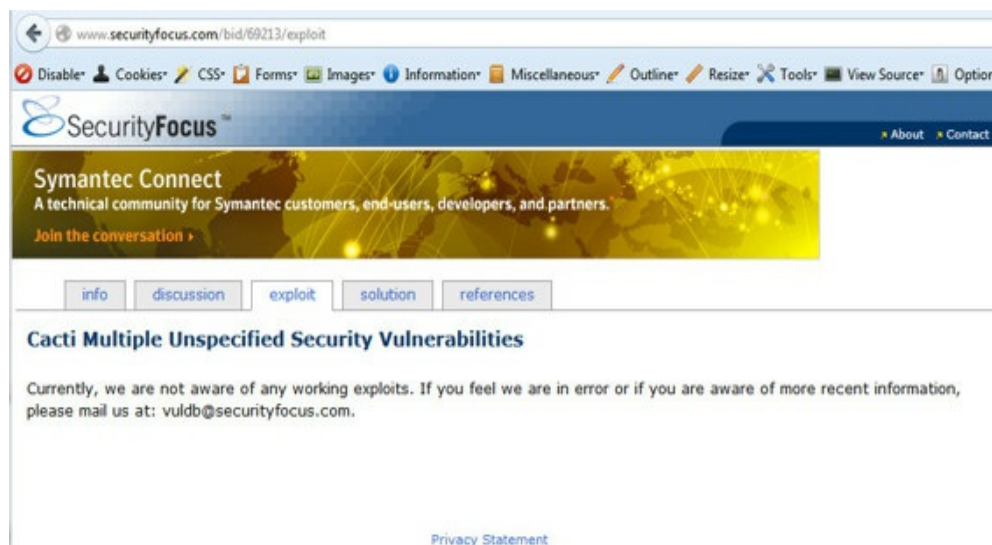 www.securityfocus.com/bid/69213/exploit
Disable Cookies CSS Forms Images Information Miscellaneous Outline Resize Tools View Source Option
SecurityFocus™
About Contact
Symantec Connect
A technical community for Symantec customers, end-users, developers, and partners.
Join the conversation
info discussion exploit solution references
Cacti Multiple Unspecified Security Vulnerabilities
Currently, we are not aware of any working exploits. If you feel we are in error or if you are aware of more recent information,
please mail us at: vuldb@securityfocus.com.
Privacy Statement